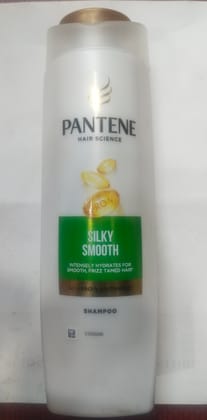 PANTENE
HAIR SCIENCE
SILKY
SMOOTH
INTENSELY HYDRATES FOR
SMOOTH, FRIZZ TAMED HAIR*
SHAMPOO